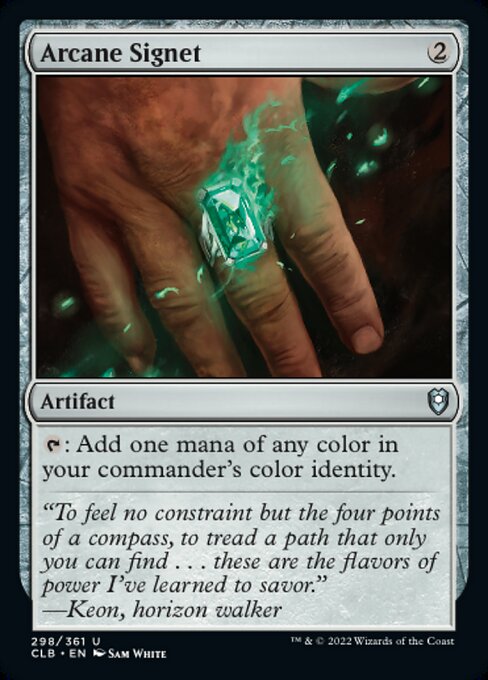 Arcane Signet 2
Artifact
: Add one mana of any color in
your commander's color identity.
“To feel no constraint but the four points
of a compass, to tread a path that only
you can find . . . these are the flavors of
power I've learned to savor.”
—Keon, horizon walker
298/361 U
CLB • EN Sam White
™ & © 2022 Wizards of the Coast